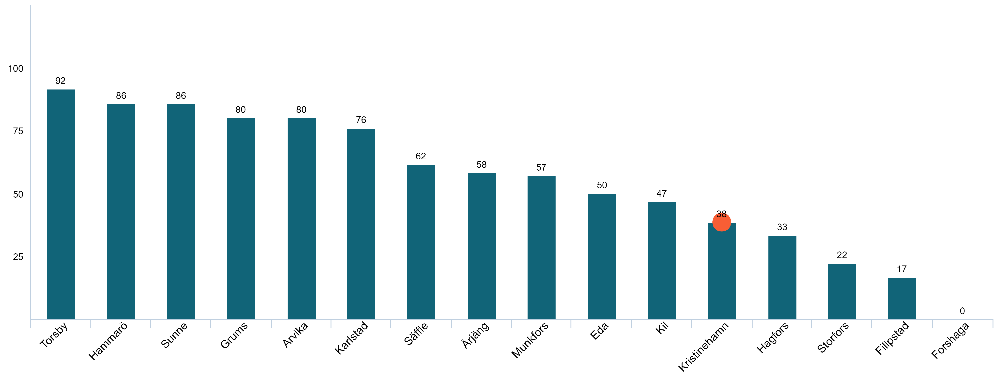 100
75
50
25
92
86
86
80
80
76
62
58
57
50
47
38
33
22
17
0
Torsby
Hammarö
Sunne
Grums
Arvika
Karlstad
Säffle
Årjäng
Munkfors
Eda
Kil
Kristinehamn
Hagfors
Storfors
Filipstad
Forshaga